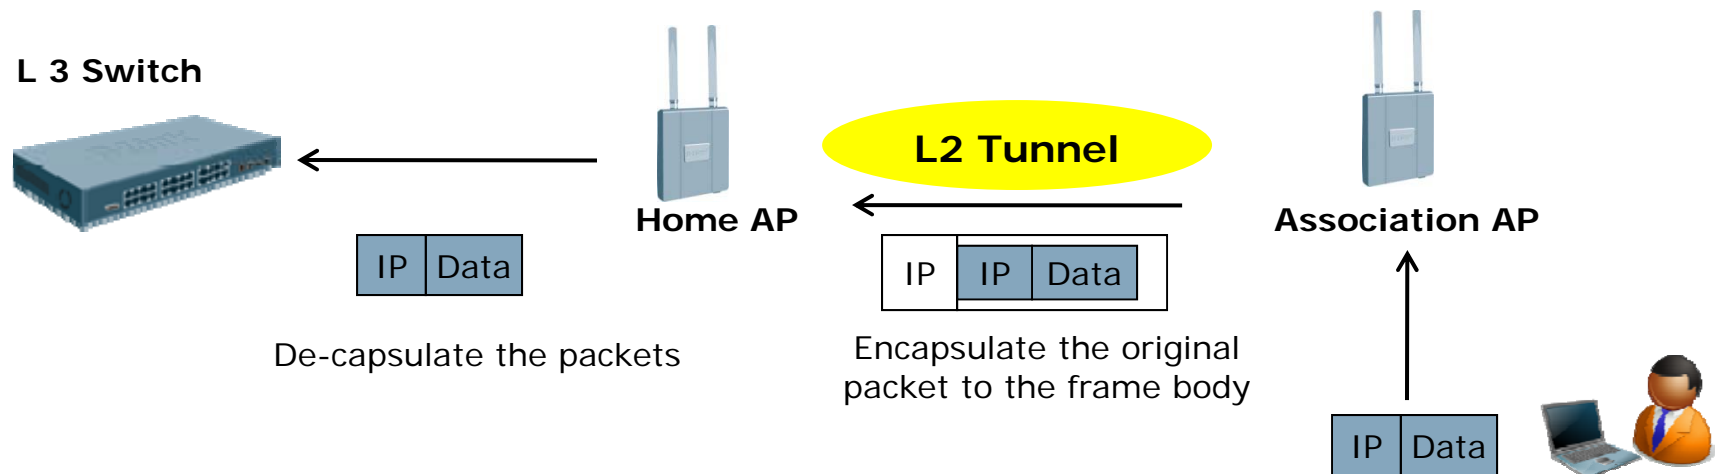 L 3 Switch
L2 Tunnel
Home AP
Association AP
IP Data
IP IP Data
De-capsulate the packets
Encapsulate the original
packet to the frame body
IP Data